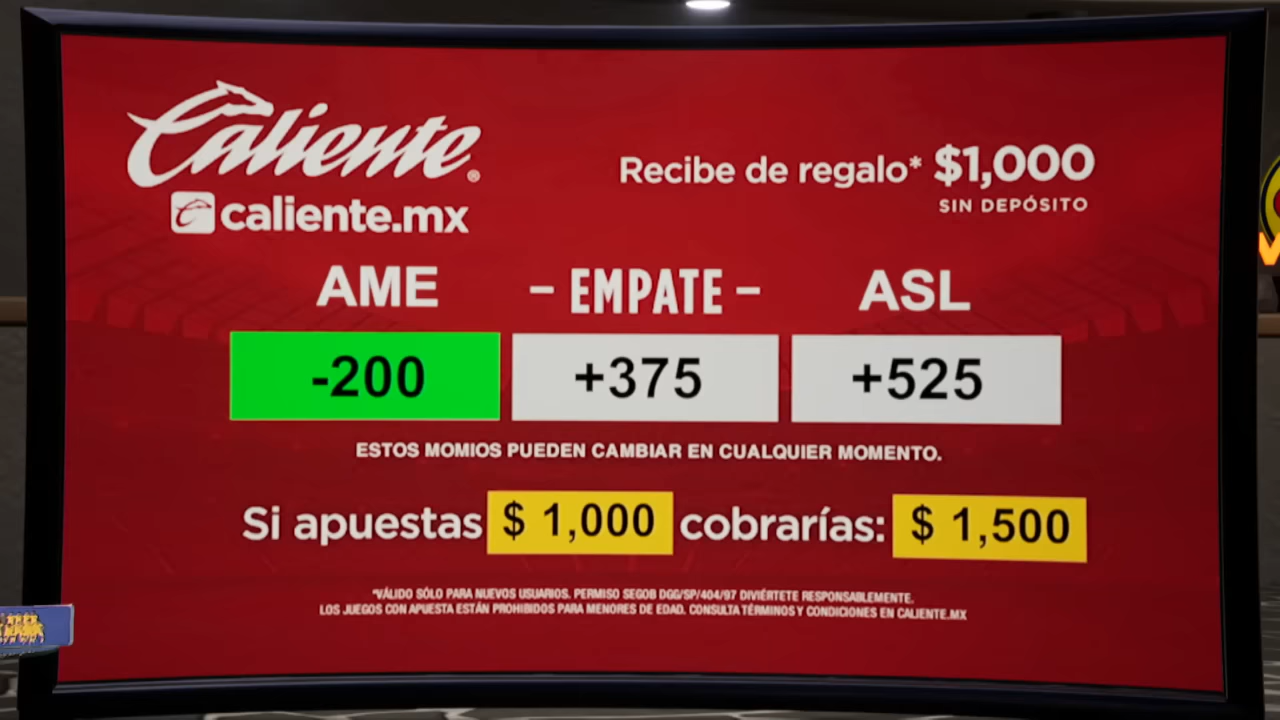 Caliente®
caliente.mx
Recibe de regalo* $1,000
SIN DEPÓSITO
AME
- EMPATE -
ASL
-200
+375
+525
ESTOS MOMIOS PUEDEN CAMBIAR EN CUALQUIER MOMENTO.
Si apuestas $ 1,000 cobrarías: $ 1,500
*VÁLIDO SÓLO PARA NUEVOS USUARIOS. PERMISO SEGOB DGG/SP/404/97 DIVIÉRTETE RESPONSABLEMENTE.
LOS JUEGOS CON APUESTA ESTÁN PROHIBIDOS PARA MENORES DE EDAD. CONSULTA TÉRMINOS Y CONDICIONES EN CALIENTE.MX